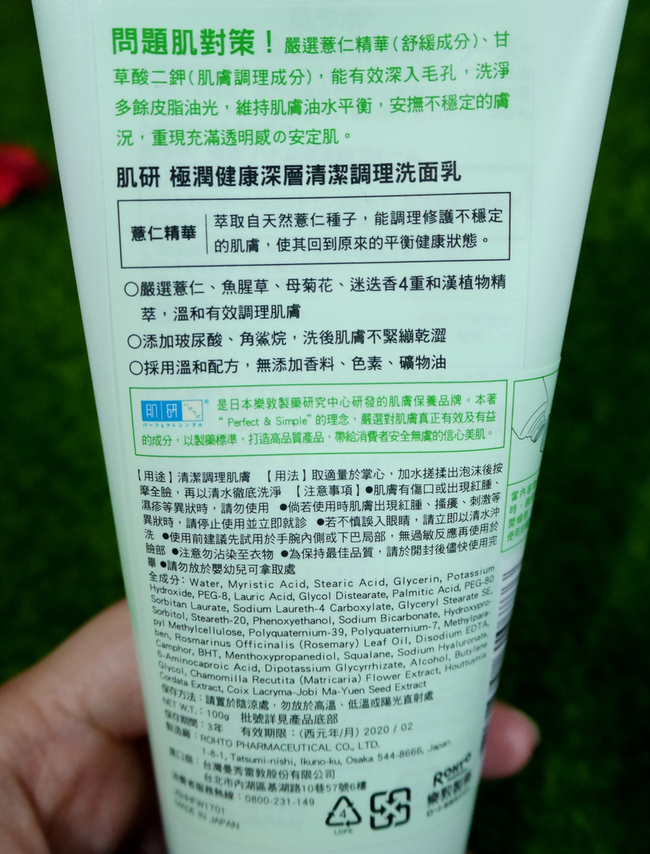 問題肌對策！嚴選薏仁精華(舒緩成分)、甘
草酸二鉀(肌膚調理成分)，能有效深入毛孔，洗淨
多餘皮脂油光，維持肌膚油水平衡，安撫不穩定的膚
況，重現充滿透明感の安定肌。
肌研 極潤健康深層清潔調理洗面乳
薏仁精華
萃取自天然薏仁種子，能調理修護不穩定
的肌膚，使其回到原來的平衡健康狀態。
○嚴選薏仁、魚腥草、母菊花、迷迭香4重和漢植物精
萃，溫和有效調理肌膚
○添加玻尿酸、角鯊烷，洗後肌膚不緊繃乾澀
○採用溫和配方，無添加香料、色素、礦物油
肌研
パーフェクトシンプル
是日本樂敦製藥研究中心研發的肌膚保養品牌。本著
“Perfect & Simple”的理念，嚴選對肌膚真正有效及有益
的成分，以製藥標準，打造高品質產品，帶給消費者安全無虞的信心美肌。
【用途】清潔調理肌膚 【用法】取適量於掌心，加水搓揉出泡沫後按
摩全臉，再以清水徹底洗淨 【注意事項】●肌膚有傷口或出現紅腫、
濕疹等異狀時，請勿使用 ●倘若使用時肌膚出現紅腫、搔癢、刺激等
異狀時，請停止使用並立即就診 ●若不慎誤入眼睛，請立即以清水沖
洗 ●使用前建議先試用於手腕內側或下巴局部，無過敏反應再使用於
臉部 ●注意勿沾染至衣物 ●為保持最佳品質，請於開封後儘快使用完
畢 ●請勿放於嬰幼兒可拿取處
全成分：Water, Myristic Acid, Stearic Acid, Glycerin, Potassium
Hydroxide, PEG-8, Lauric Acid, Glycol Distearate, Palmitic Acid, PEG-80
Sorbitan Laurate, Sodium Laureth-4 Carboxylate, Glyceryl Stearate SE,
Sorbitol, Steareth-20, Phenoxyethanol, Sodium Bicarbonate, Hydroxypro-
pyl Methylcellulose, Polyquaternium-39, Polyquaternium-7, Methylpara-
ben, Rosmarinus Officinalis (Rosemary) Leaf Oil, Disodium EDTA,
Camphor, BHT, Menthoxypropanediol, Squalane, Sodium Hyaluronate,
6-Aminocaproic Acid, Dipotassium Glycyrrhizate, Alcohol, Butylene
Glycol, Chamomilla Recutita (Matricaria) Flower Extract, Houttuynia
Cordata Extract, Coix Lacryma-Jobi Ma-Yuen Seed Extract
保存方法：請置於陰涼處，勿放於高溫、低溫或陽光直射處
NET WT.：100g 批號詳見產品底部
保存期間：3年 有效期限：(西元年/月) 2020 / 02
製造廠：ROHTO PHARMACEUTICAL CO., LTD.
1-8-1, Tatsumi-nishi, Ikuno-ku, Osaka 544-8666, Japan
進口商：台灣曼秀雷敦股份有限公司
台北市內湖區基湖路10巷57號6樓
消費者服務熱線：0800-231-149
MADE IN JAPAN
4
LDPE
ROHTO
樂敦製藥